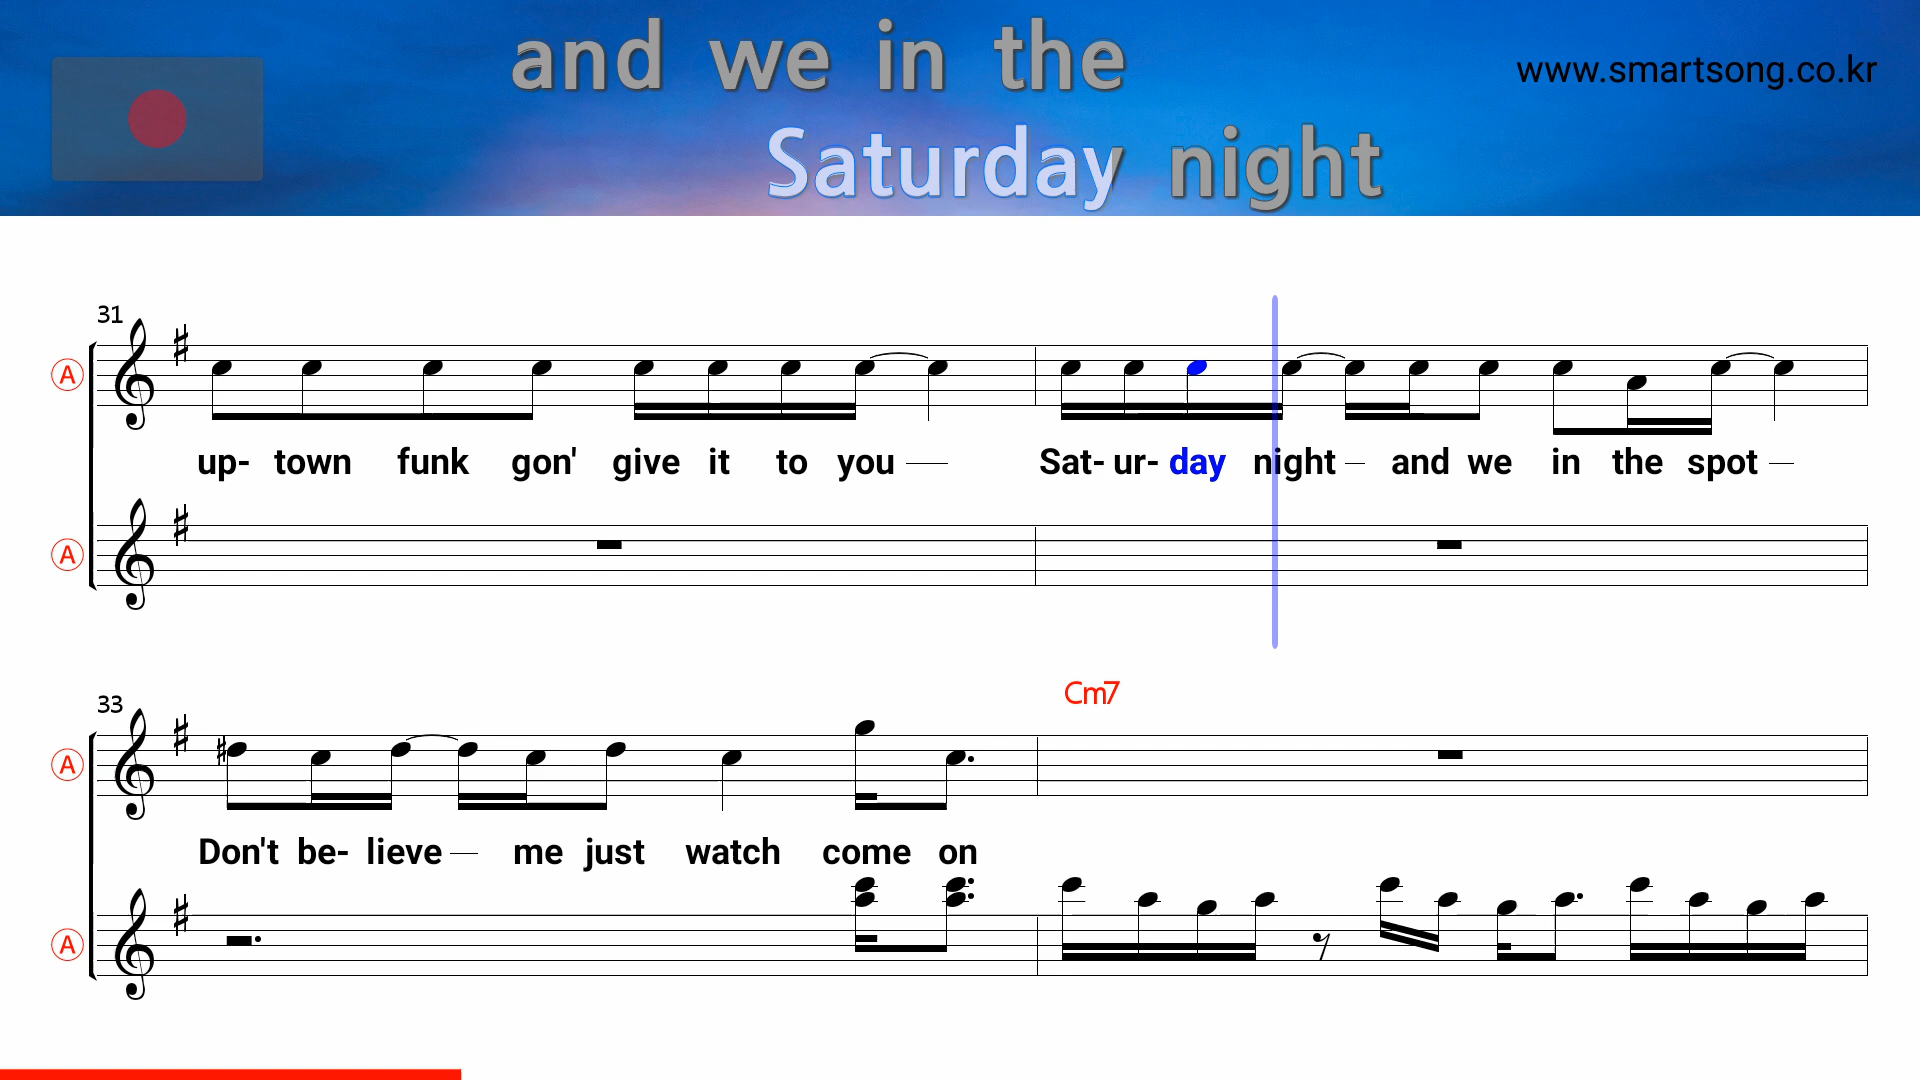 and we in the
www.smartsong.co.kr
Saturday night
31
A
up- town funk gon' give it to you Sat- ur- day night and we in the spot
A
Cm7
33
A
Don't be- lieve me just watch come on
A